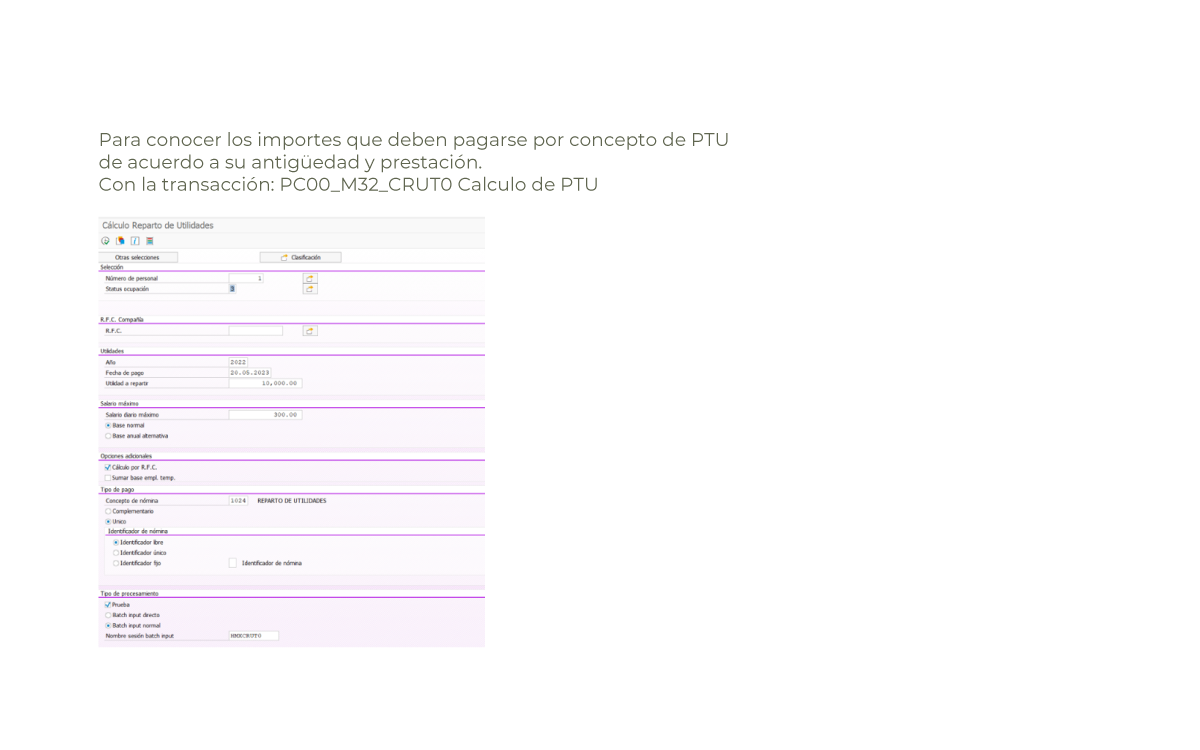 Para conocer los importes que deben pagarse por concepto de PTU
de acuerdo a su antigüedad y prestación.
Con la transacción: PC00_M32_CRUT0 Calculo de PTU
Cálculo Reparto de Utilidades
Otras selecciones Clasificación
Selección
Número de personal 1
Status ocupación 3
R.F.C. Compañía
R.F.C.
Utilidades
Año 2022
Fecha de pago 20.05.2023
Utilidad a repartir 10,000.00
Salario máximo
Salario diario máximo 300.00
Base normal
Base anual alternativa
Opciones adicionales
Cálculo por R.F.C.
Sumar base empl. temp.
Tipo de pago
Concepto de nómina 1024 REPARTO DE UTILIDADES
Complementario
Unico
Identificador de nómina
Identificador libre
Identificador único
Identificador fijo Identificador de nómina
Tipo de procesamiento
Prueba
Batch input directo
Batch input normal
Nombre sesión batch input HMXCRUT0